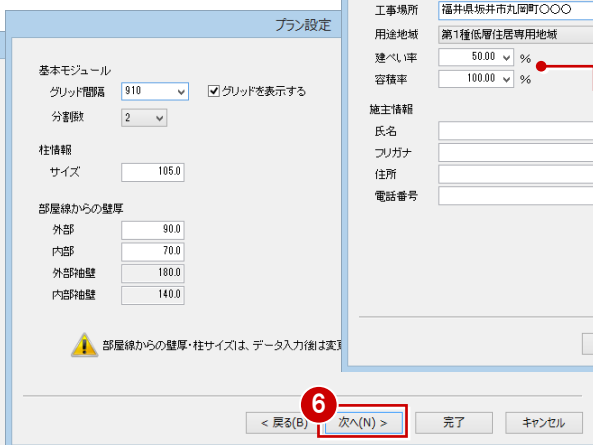 プラン設定
基本モジュール
グリッド間隔 910 グリッドを表示する
分割数 2
柱情報
サイズ 105.0
部屋線からの壁厚
外部 90.0
内部 70.0
外部袖壁 180.0
内部袖壁 140.0
部屋線からの壁厚・柱サイズは、データ入力後は変更
6
< 戻る(B) 次へ(N) > 完了 キャンセル
工事場所 福井県坂井市丸岡町〇〇〇
用途地域 第1種低層住居専用地域
建ぺい率 50.00 %
容積率 100.00 %
施主情報
氏名
フリガナ
住所
電話番号